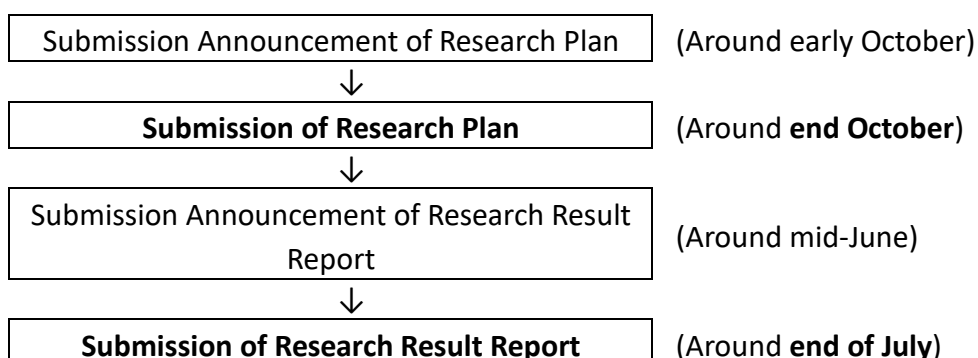 Submission Announcement of Research Plan (Around early October)
↓
Submission of Research Plan (Around end October)
↓
Submission Announcement of Research Result
Report
(Around mid-June)
↓
Submission of Research Result Report (Around end of July)